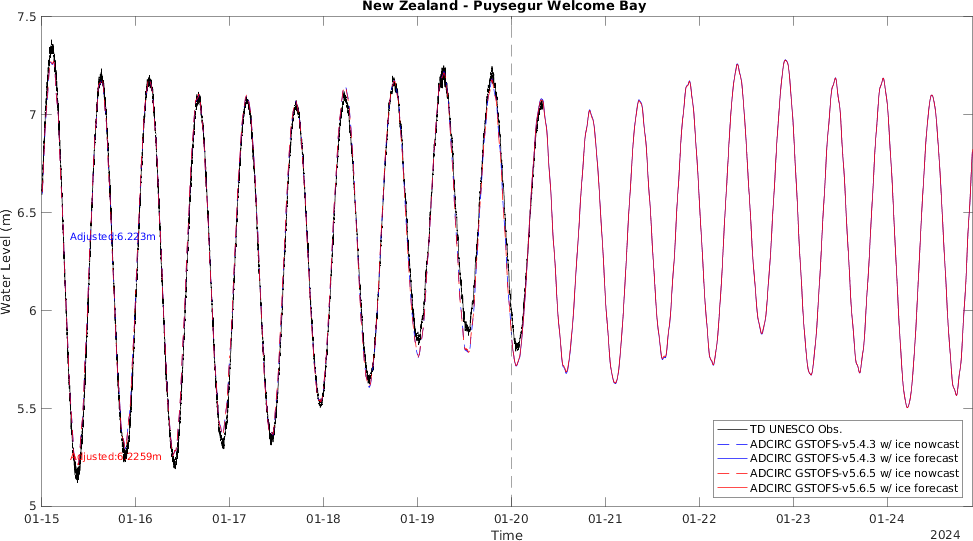 New Zealand - Puysegur Welcome Bay
7.5
7
6.5
6
5.5
5
Water Level (m)
Adjusted:6.223m
Adjusted:6.2259m
TD UNESCO Obs.
ADCIRC GSTOFS-v5.4.3 w/ ice nowcast
ADCIRC GSTOFS-v5.4.3 w/ ice forecast
ADCIRC GSTOFS-v5.6.5 w/ ice nowcast
ADCIRC GSTOFS-v5.6.5 w/ ice forecast
01-15 01-16 01-17 01-18 01-19 01-20 01-21 01-22 01-23 01-24
Time
2024